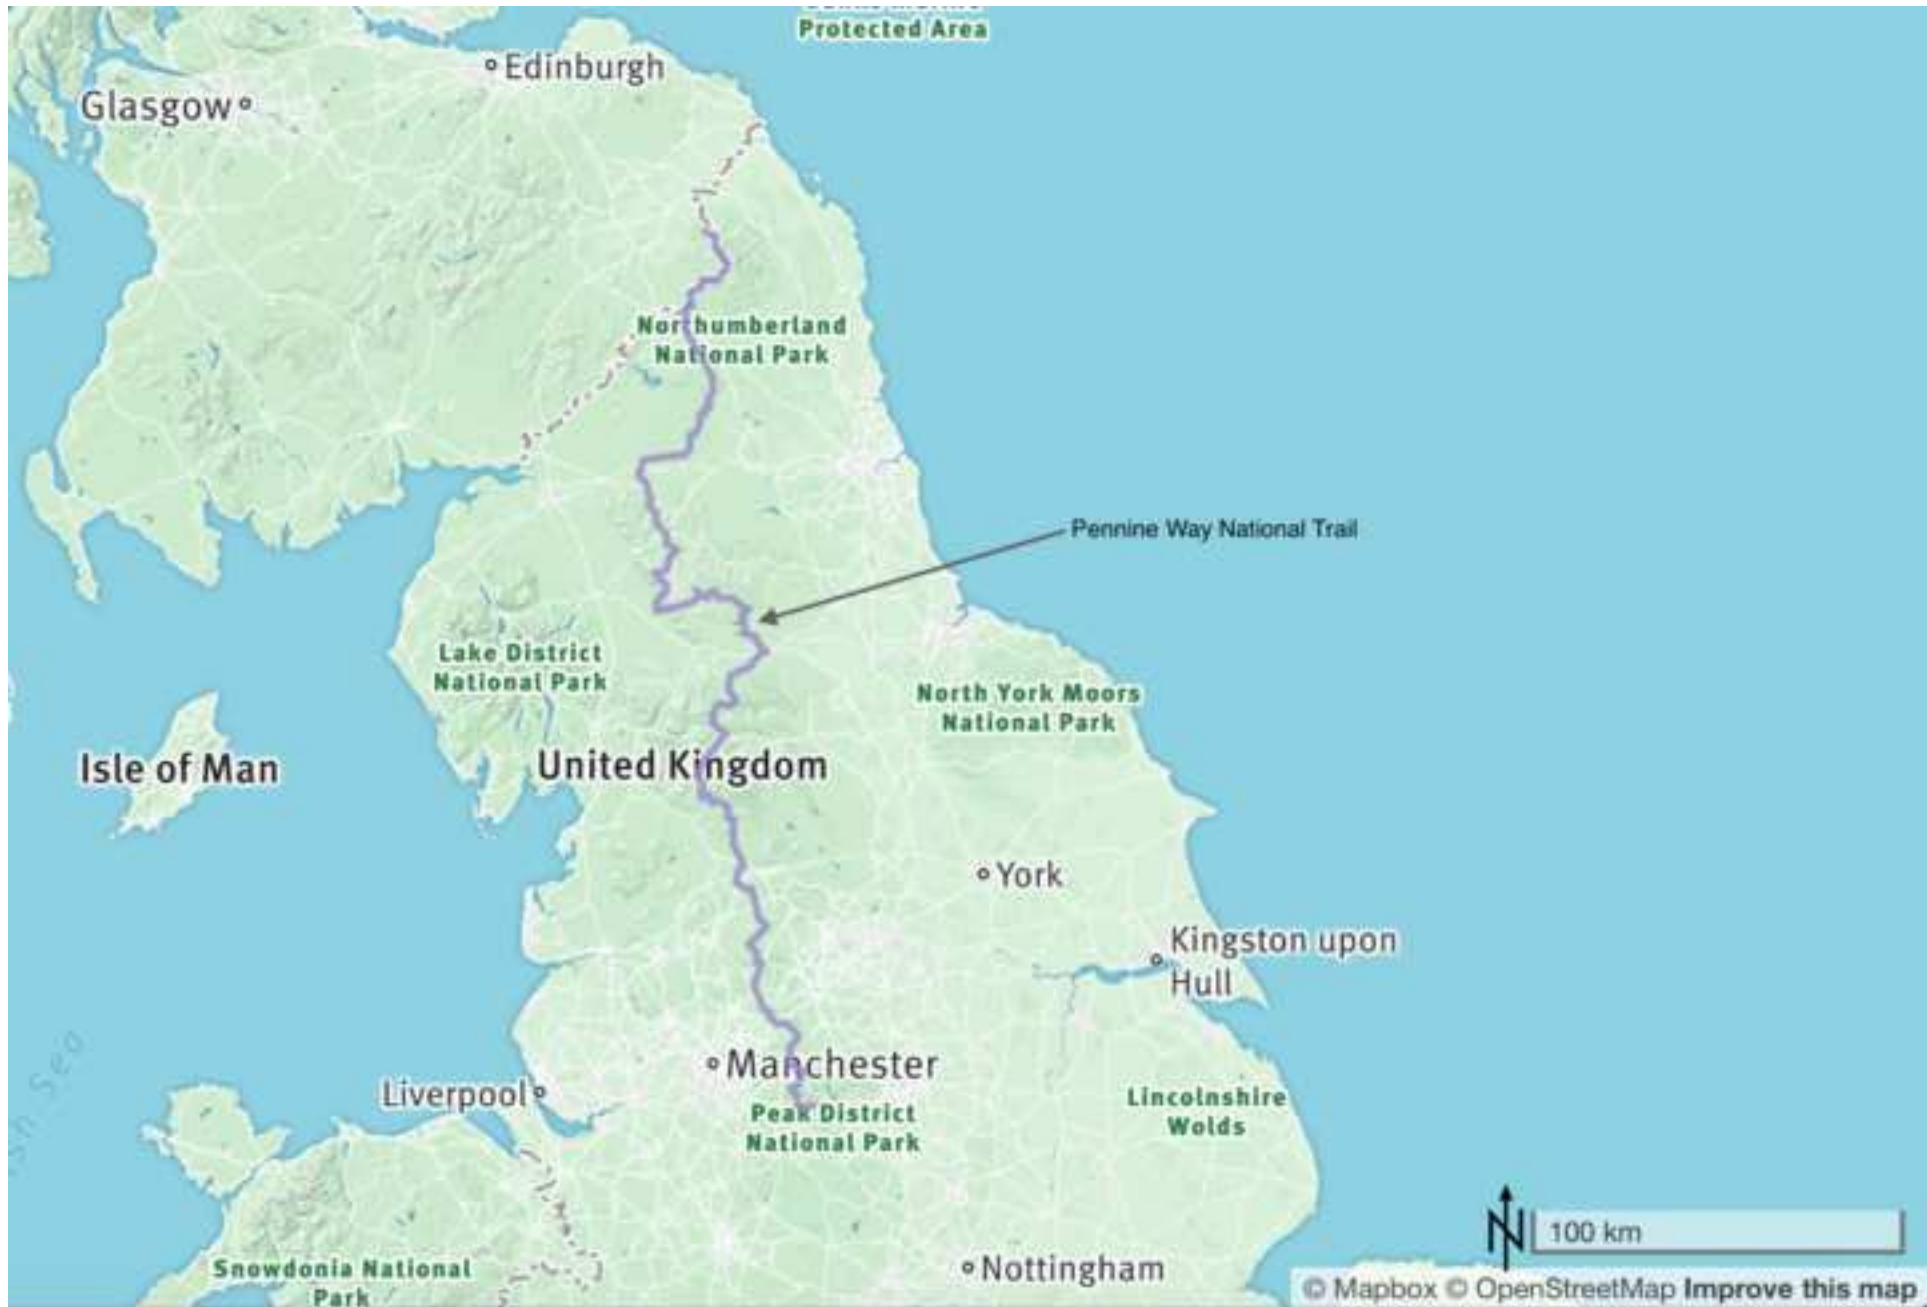 Protected Area
Edinburgh
Glasgow
Northumberland
National Park
Pennine Way National Trail
Lake District
National Park
North York Moors
National Park
Isle of Man
United Kingdom
York
Kingston upon
Hull
Manchester
Liverpool
Peak District
National Park
Lincolnshire
Wolds
N
100 km
Snowdonia National
Park
Nottingham
© Mapbox © OpenStreetMap Improve this map